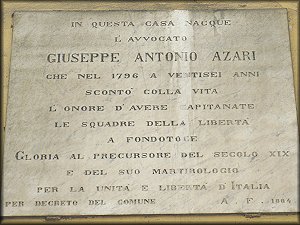 IN QUESTA CASA NACQUE
L'AVVOCATO
GIUSEPPE ANTONIO AZARI
CHE NEL 1796 A VENTISEI ANNI
SCONTÒ COLLA VITA
L'ONORE D'AVERE CAPITANATE
LE SQUADRE DELLA LIBERTÀ
A FONDOTOCE
GLORIA AL PRECURSORE DEL SECOLO XIX
E DEL SUO MARTIROLOGIO
PER LA UNITÀ E LIBERTÀ D'ITALIA
PER DECRETO DEL COMUNE A. F.